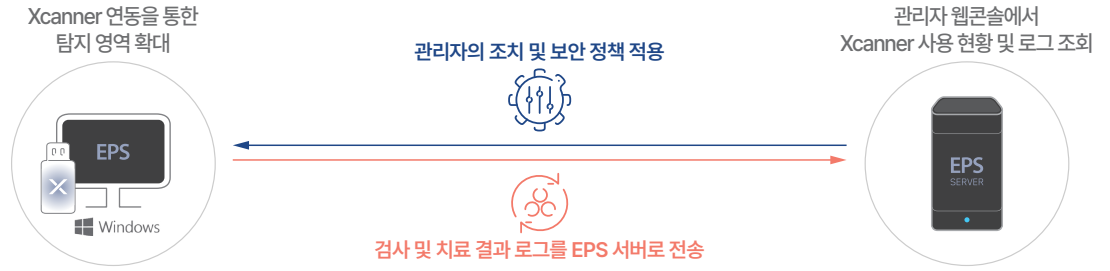 Xcanner 연동을 통한
탐지 영역 확대
EPS
X
Windows
관리자의 조치 및 보안 정책 적용
검사 및 치료 결과 로그를 EPS 서버로 전송
관리자 웹콘솔에서
Xcanner 사용 현황 및 로그 조회
EPS
SERVER